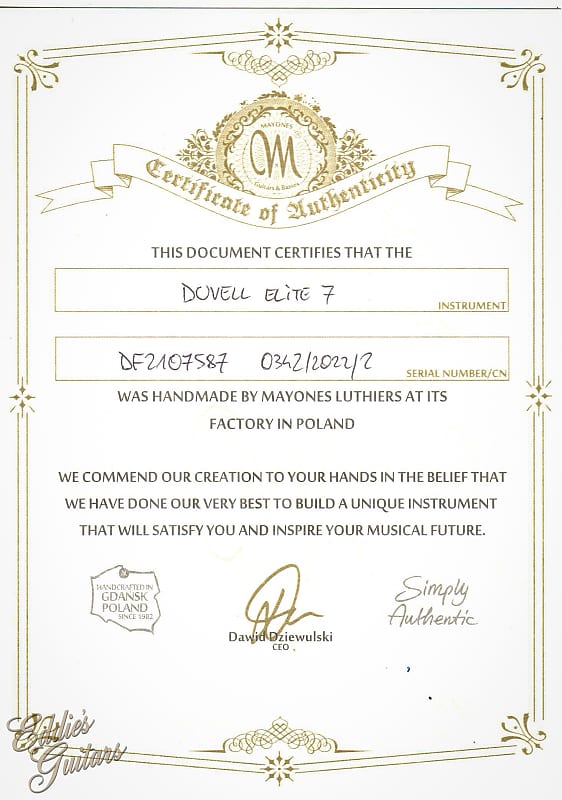 MAYONES
M
Guitars & Basses
Certificate of Authenticity
THIS DOCUMENT CERTIFIES THAT THE
DUVELL ELITE 7
INSTRUMENT
DF2107587 0342/2022/2
SERIAL NUMBER/CN
WAS HANDMADE BY MAYONES LUTHIERS AT ITS
FACTORY IN POLAND
WE COMMEND OUR CREATION TO YOUR HANDS IN THE BELIEF THAT
WE HAVE DONE OUR VERY BEST TO BUILD A UNIQUE INSTRUMENT
THAT WILL SATISFY YOU AND INSPIRE YOUR MUSICAL FUTURE.
HANDCRAFTED IN
GDANSK
POLAND
SINCE 1982
Dawid Dziewulski
CEO
Simply
Authentic
Eddie's
Guitars